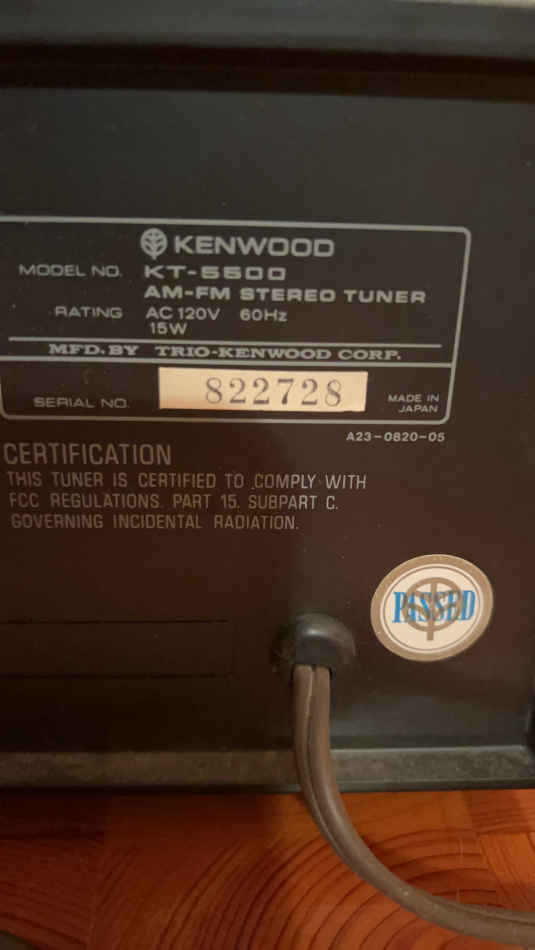 KENWOOD
MODEL NO. KT-5500
AM-FM STEREO TUNER
RATING AC 120V 60Hz
15W
MFD. BY TRIO-KENWOOD CORP.
SERIAL NO. 822728 MADE IN
JAPAN
A23-0820-05
CERTIFICATION
THIS TUNER IS CERTIFIED TO COMPLY WITH
FCC REGULATIONS. PART 15. SUBPART C.
GOVERNING INCIDENTAL RADIATION.
PASSED